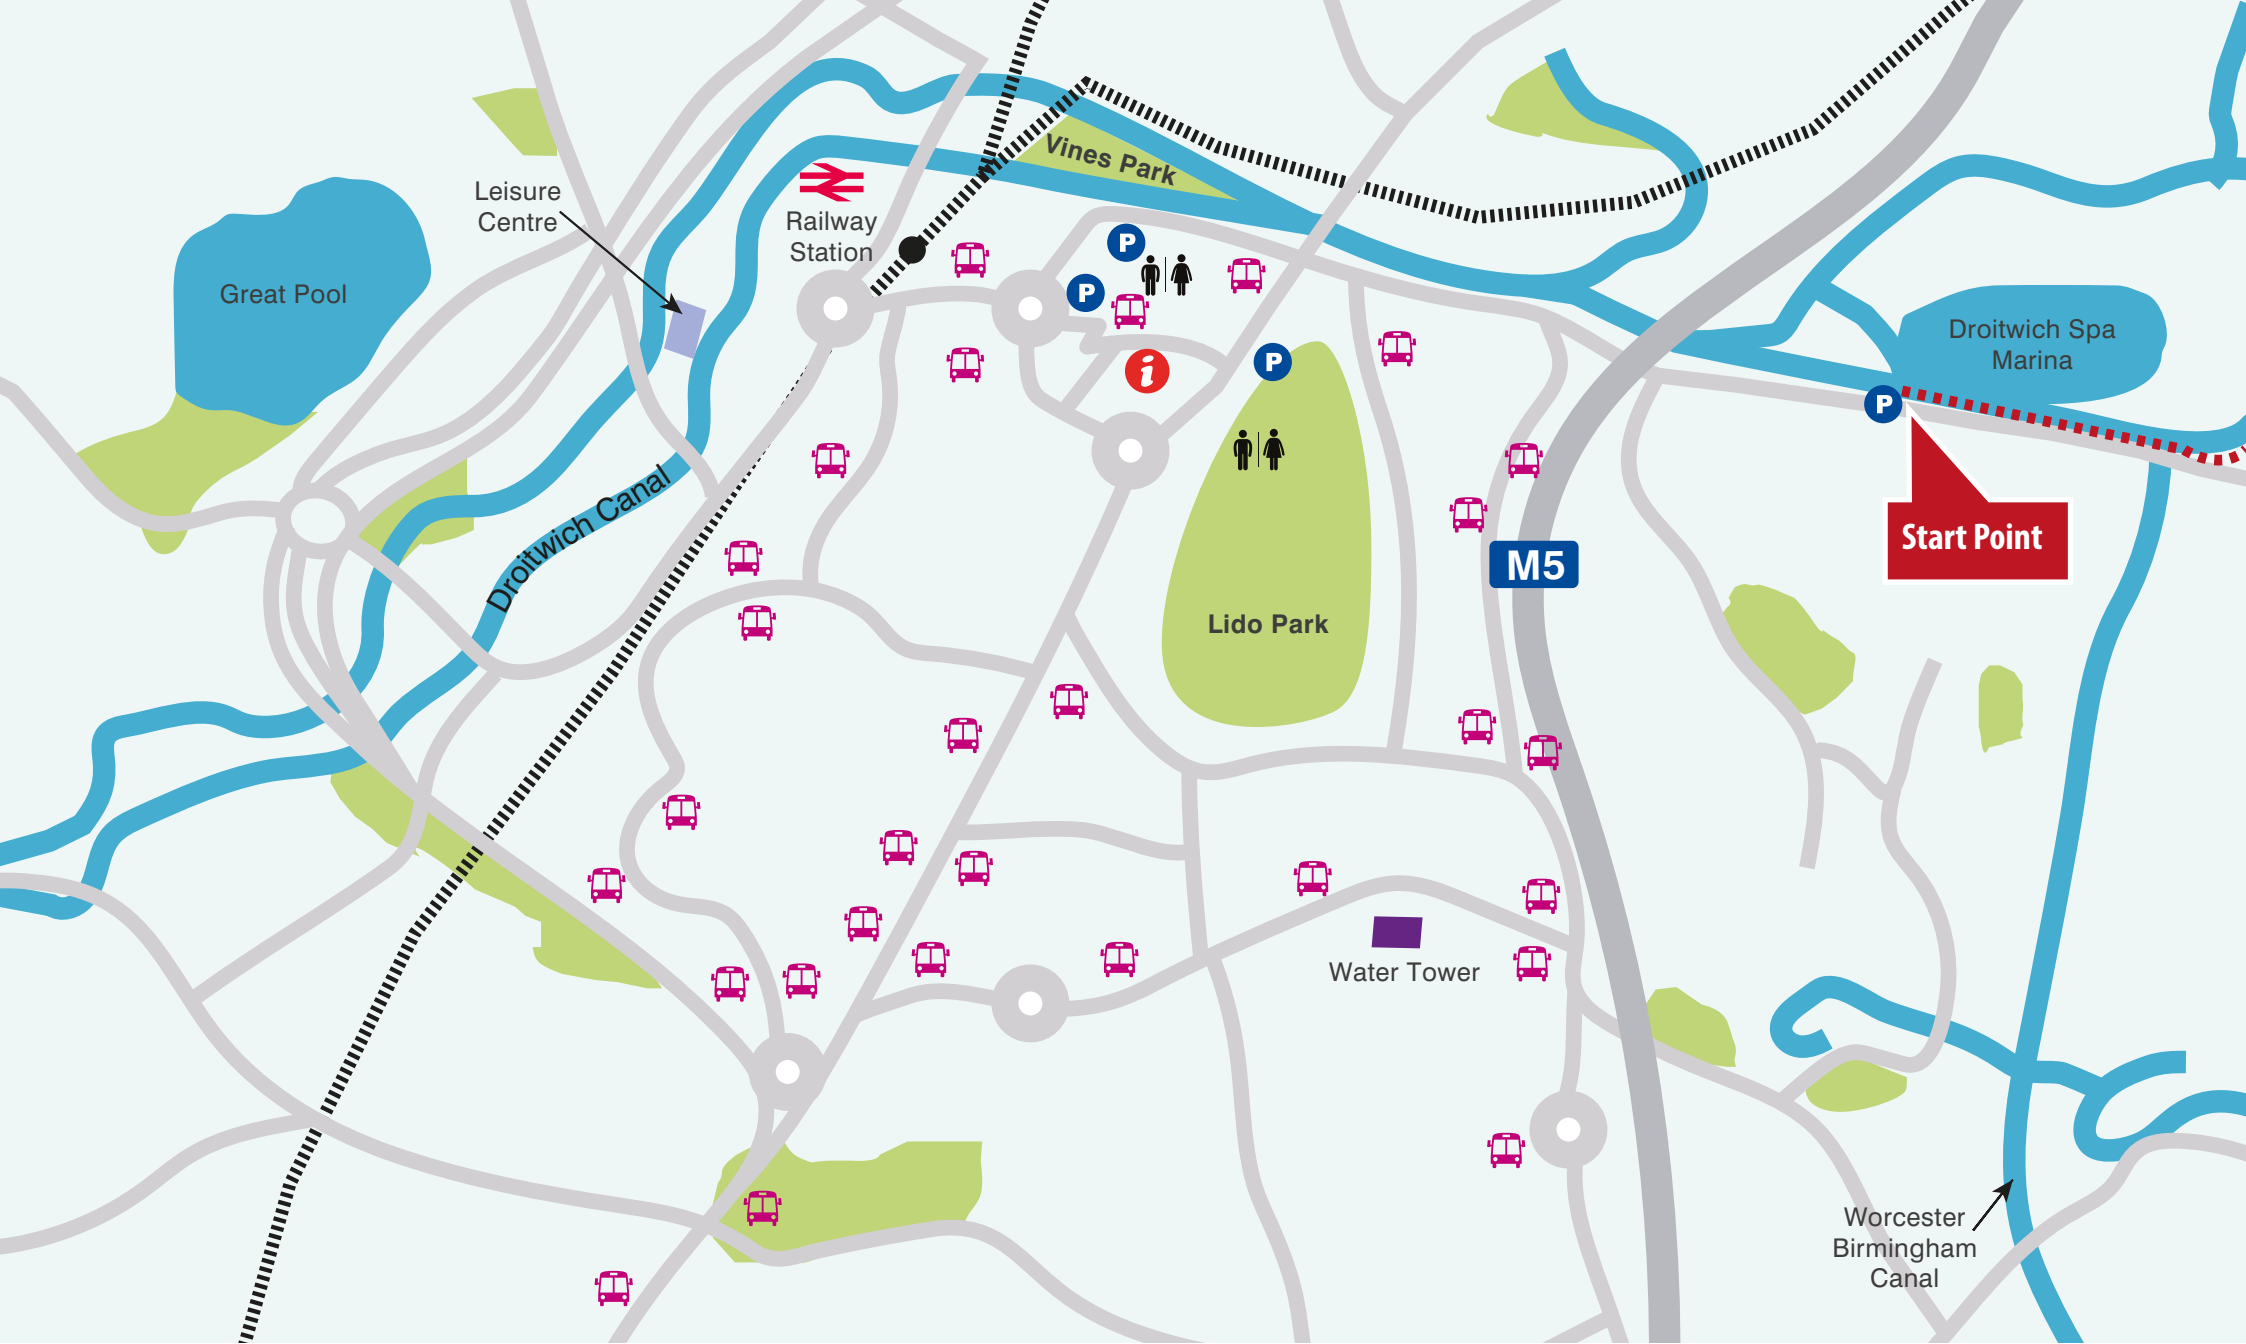 Vines Park
Leisure
Centre
Railway
Station
P
P
i
P
Great Pool
Droitwich Spa
Marina
P
Start Point
Droitwich Canal
M5
Lido Park
Water Tower
Worcester
Birmingham
Canal